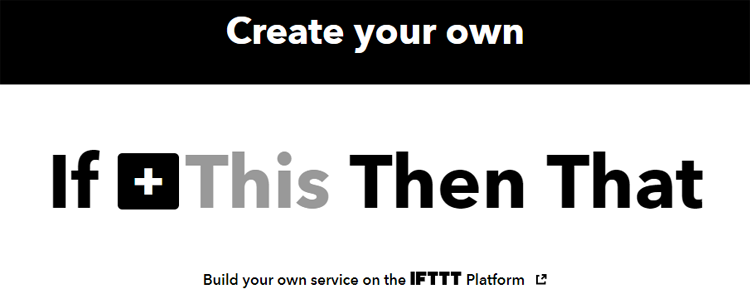 Create your own
If +This Then That
Build your own service on the IFTTT Platform